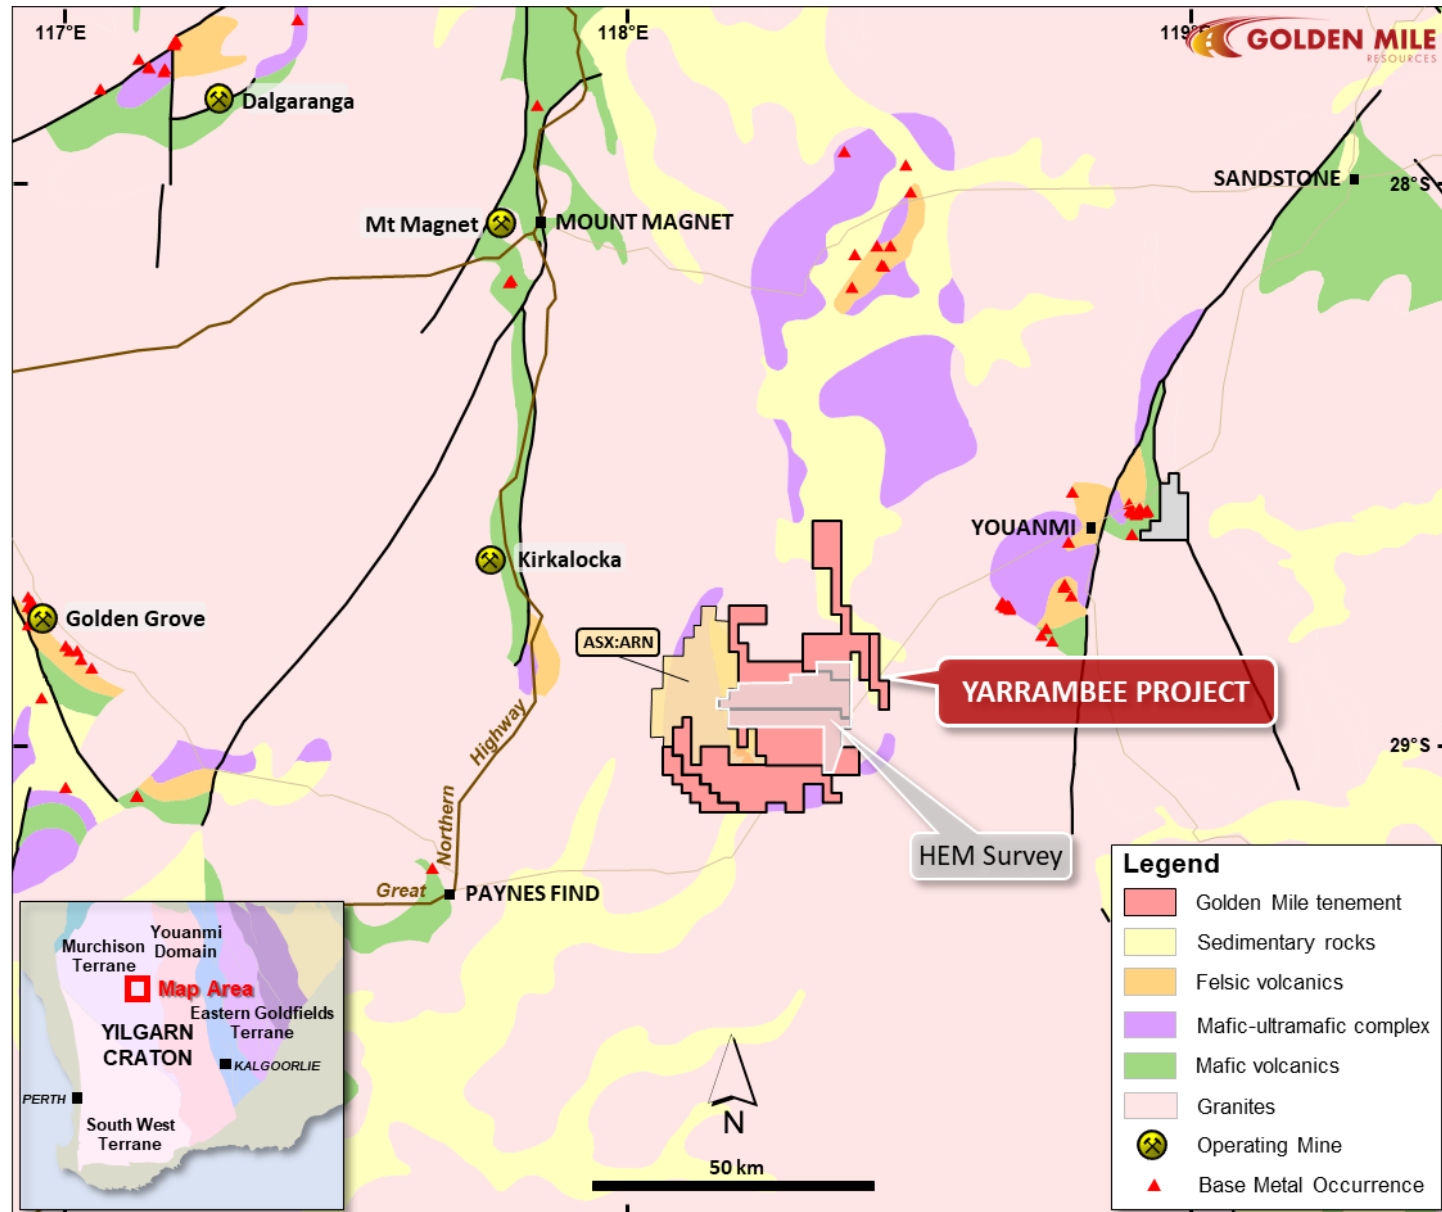 117°E
118°E
119°E
GOLDEN MILE
RESOURCES
Dalgaranga
SANDSTONE
28°S
Mt Magnet
MOUNT MAGNET
YOUANMI
Kirkalocka
Golden Grove
ASX:ARN
YARRAMBEE PROJECT
29°S
Highway
Northern
Great
HEM Survey
PAYNES FIND
Legend
Golden Mile tenement
Sedimentary rocks
Felsic volcanics
Mafic-ultramafic complex
Mafic volcanics
Granites
Operating Mine
Base Metal Occurrence
Murchison
Terrane
Youanmi
Domain
Map Area
Eastern Goldfields
Terrane
YILGARN
CRATON
KALGOORLIE
PERTH
South West
Terrane
N
50 km